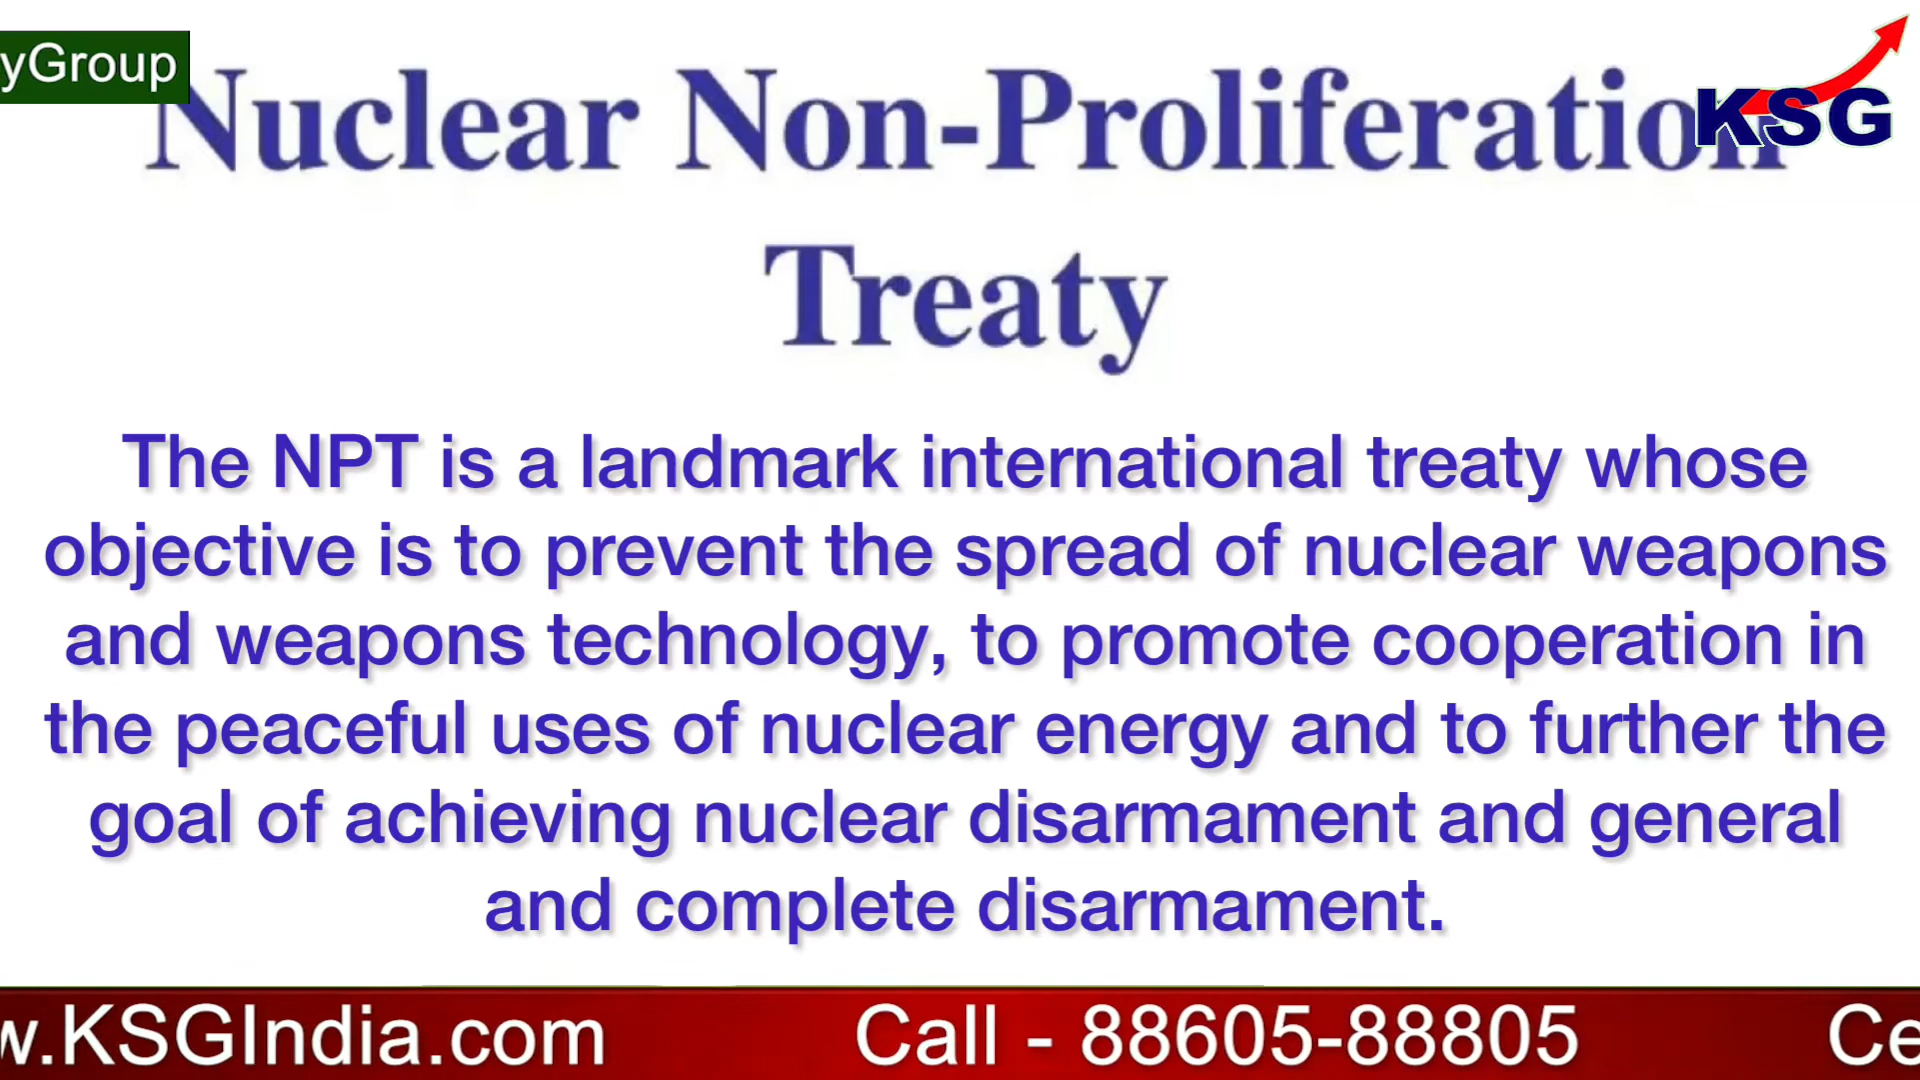 yGroup
KSG
Nuclear Non-Proliferation
Treaty
The NPT is a landmark international treaty whose
objective is to prevent the spread of nuclear weapons
and weapons technology, to promote cooperation in
the peaceful uses of nuclear energy and to further the
goal of achieving nuclear disarmament and general
and complete disarmament.
w.KSGIndia.com Call - 88605-88805 Ce